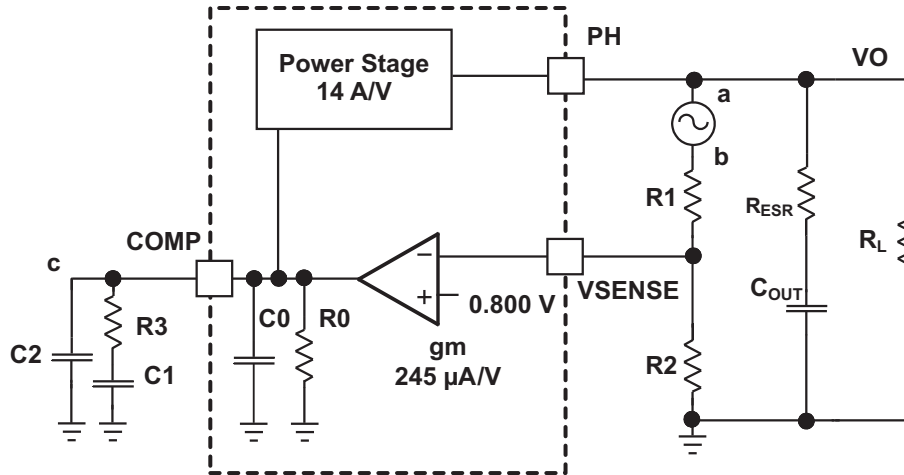 PH
VO
Power Stage
14 A/V
a
b
R1
RESR
RL
COMP
c
VSENSE
−
+
0.800 V
C0
R0
R3
C2
C1
gm
245 µA/V
R2
COUT